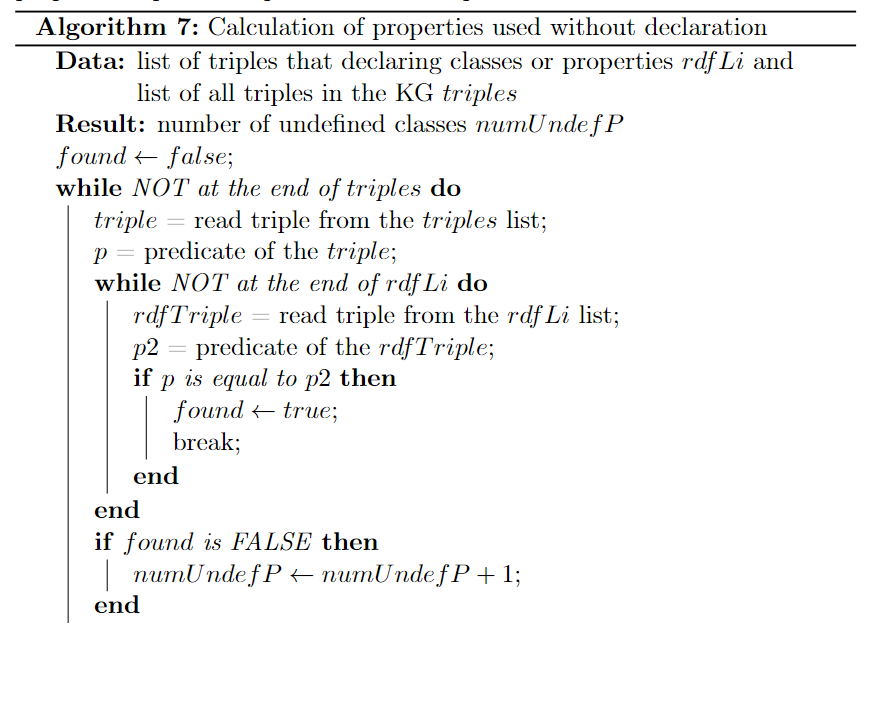 Algorithm 7: Calculation of properties used without declaration
Data: list of triples that declaring classes or properties rdfLi and
list of all triples in the KG triples
Result: number of undefined classes numUndefP
found ← false;
while NOT at the end of triples do
triple = read triple from the triples list;
p = predicate of the triple;
while NOT at the end of rdfLi do
rdfTriple = read triple from the rdfLi list;
p2 = predicate of the rdfTriple;
if p is equal to p2 then
found ← true;
break;
end
end
if found is FALSE then
numUndefP ← numUndefP + 1;
end